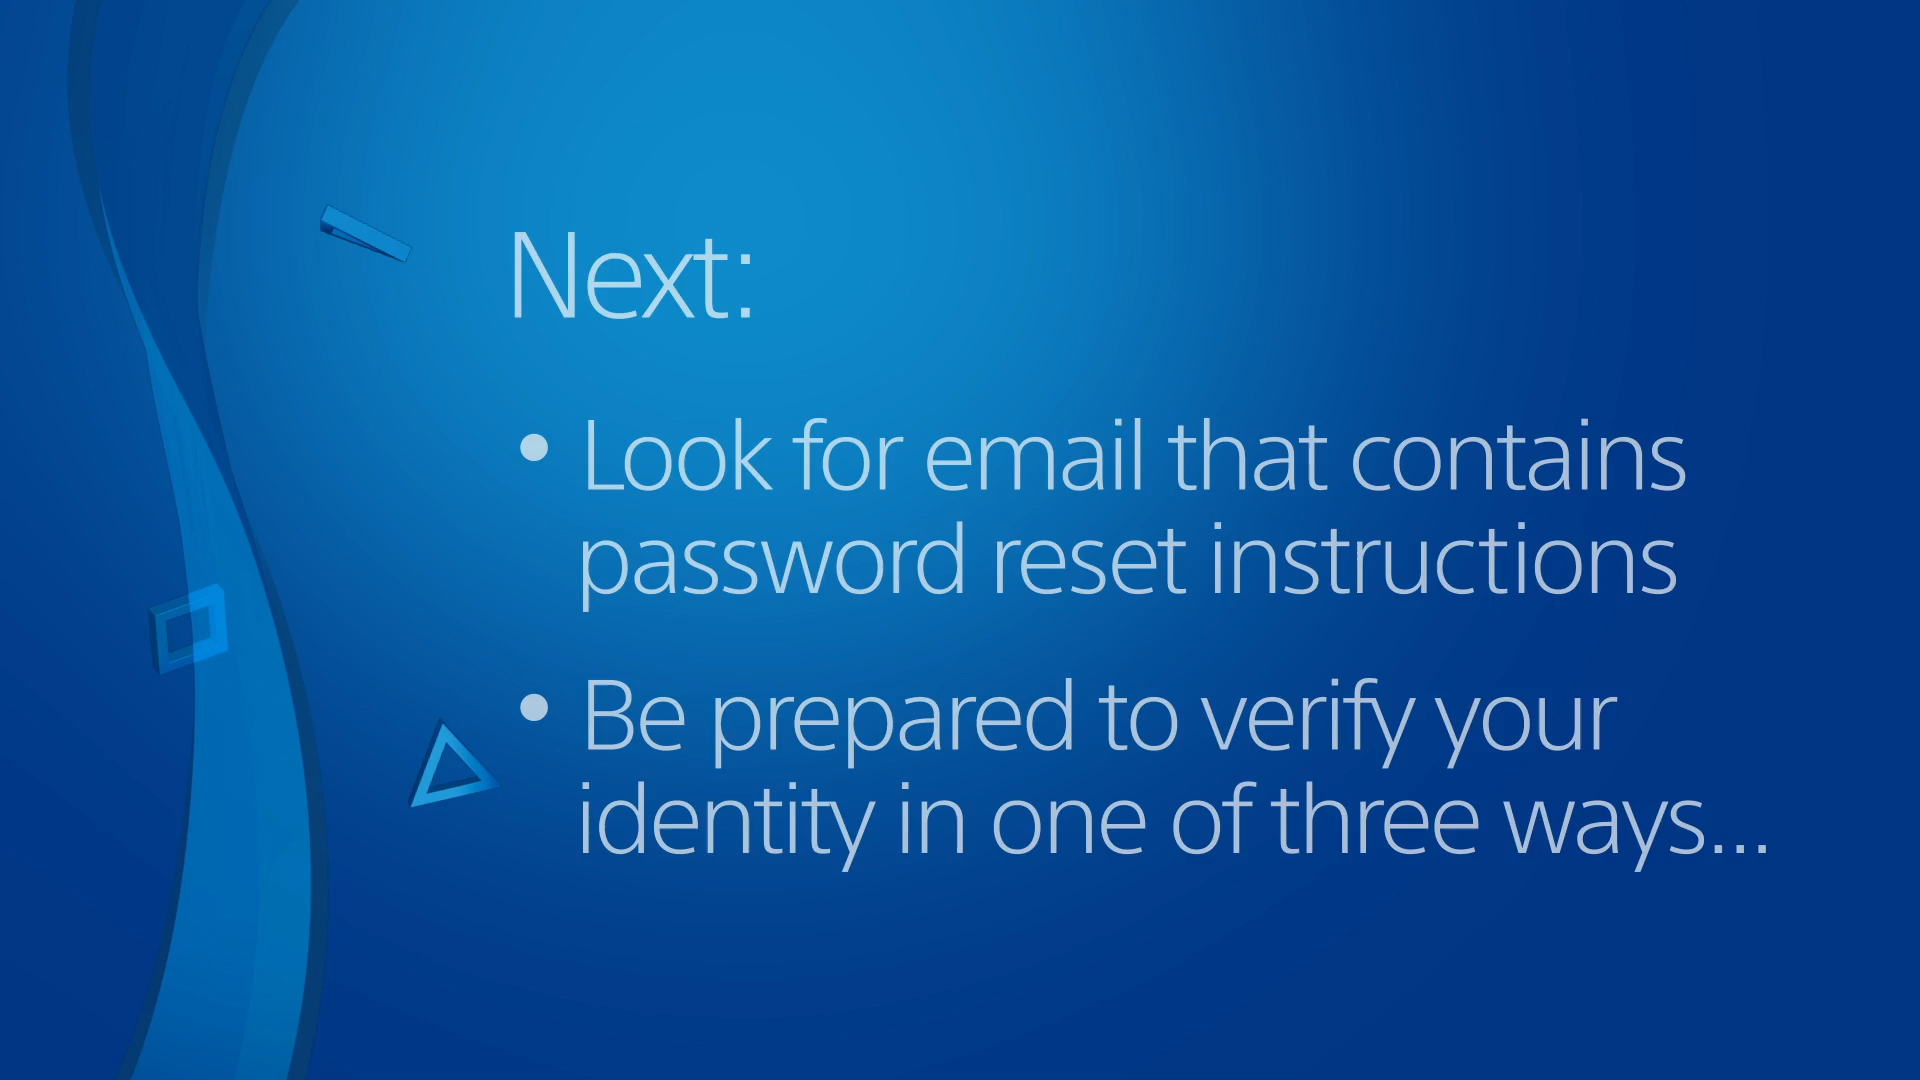 Next:
• Look for email that contains
password reset instructions
• Be prepared to verify your
identity in one of three ways...